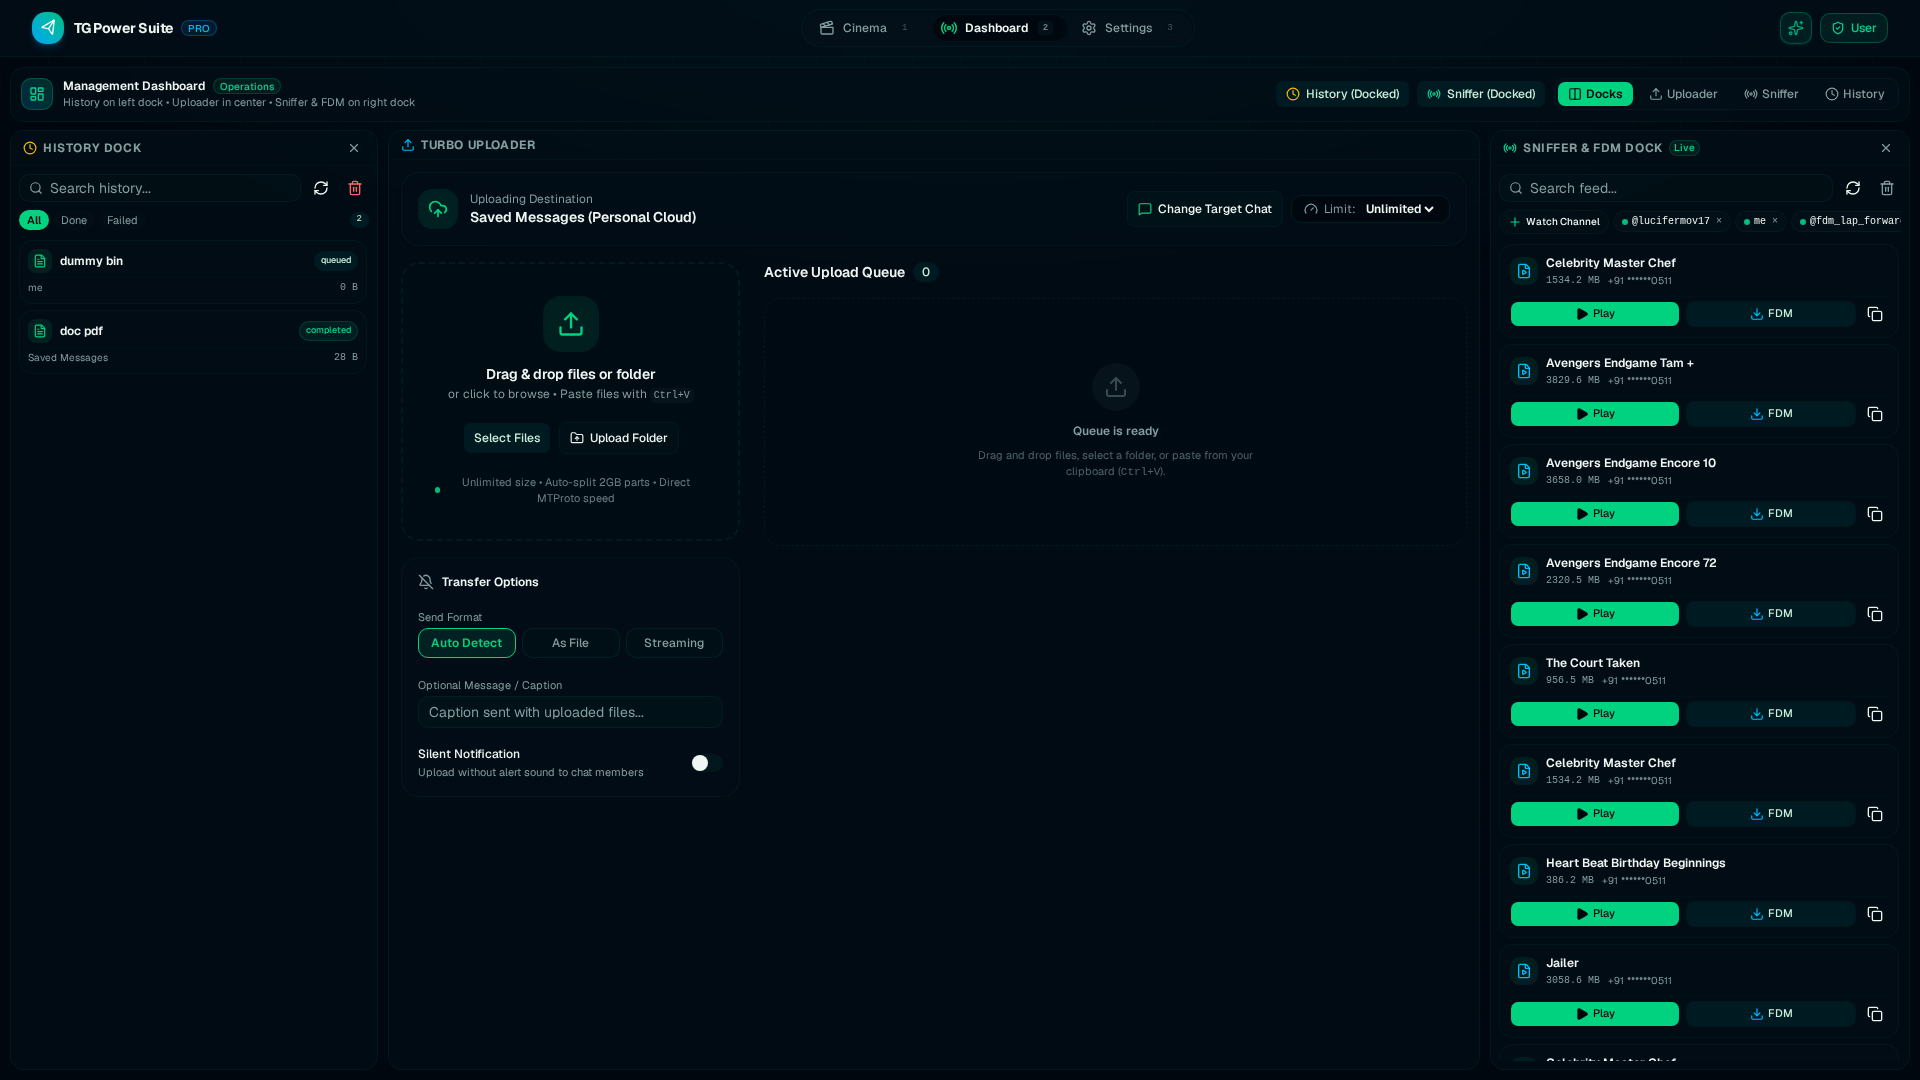 TG Power Suite PRO
Cinema 1
Dashboard 2
Settings 3
User
Management Dashboard Operations
History on left dock • Uploader in center • Sniffer & FDM on right dock
History (Docked)
Sniffer (Docked)
Docks
Uploader
Sniffer
History
HISTORY DOCK
Search history...
All
Done
Failed
2
dummy bin
queued
me
0 B
doc pdf
completed
Saved Messages
28 B
TURBO UPLOADER
Uploading Destination
Saved Messages (Personal Cloud)
Change Target Chat
Limit: Unlimited
Drag & drop files or folder
or click to browse • Paste files with Ctrl+V
Select Files
Upload Folder
Unlimited size • Auto-split 2GB parts • Direct
MTProto speed
Transfer Options
Send Format
Auto Detect
As File
Streaming
Optional Message / Caption
Caption sent with uploaded files...
Silent Notification
Upload without alert sound to chat members
Active Upload Queue 0
Queue is ready
Drag and drop files, select a folder, or paste from your
clipboard (Ctrl+V).
SNIFFER & FDM DOCK Live
Search feed...
+ Watch Channel
@lucifermov17 ×
me ×
@fdm_lap_forwar
Celebrity Master Chef
1534.2 MB +91 ******0511
Play
FDM
Avengers Endgame Tam +
3829.6 MB +91 ******0511
Play
FDM
Avengers Endgame Encore 10
3658.0 MB +91 ******0511
Play
FDM
Avengers Endgame Encore 72
2320.5 MB +91 ******0511
Play
FDM
The Court Taken
956.5 MB +91 ******0511
Play
FDM
Celebrity Master Chef
1534.2 MB +91 ******0511
Play
FDM
Heart Beat Birthday Beginnings
386.2 MB +91 ******0511
Play
FDM
Jailer
3058.6 MB +91 ******0511
Play
FDM
Celebrity Master Chef